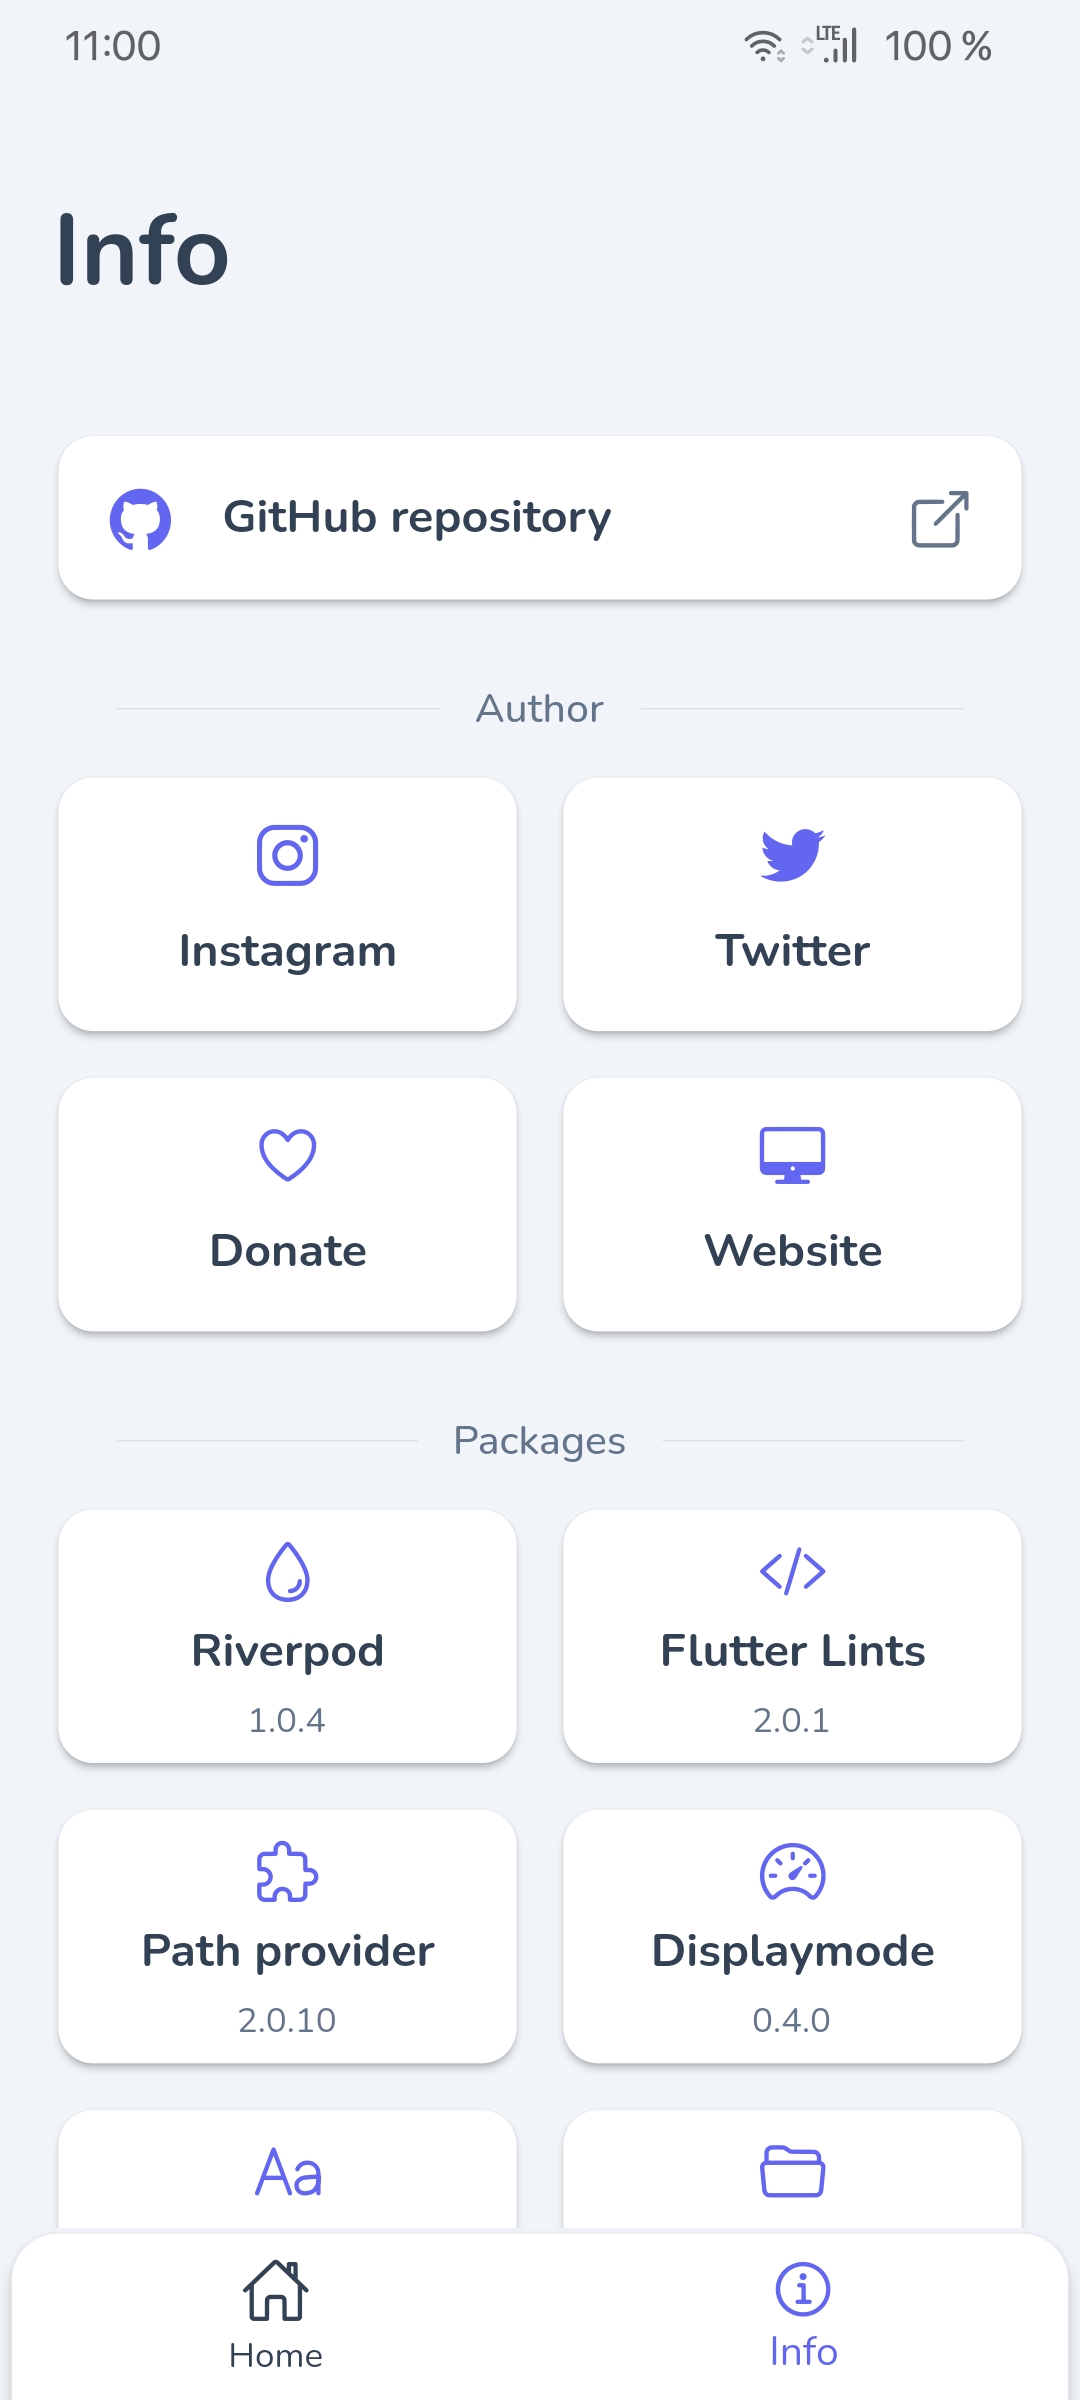 11:00
LTE 100 %
Info
GitHub repository
Author
Instagram
Twitter
Donate
Website
Packages
Riverpod
1.0.4
Flutter Lints
2.0.1
Path provider
2.0.10
Displaymode
0.4.0
Aa
Home
Info